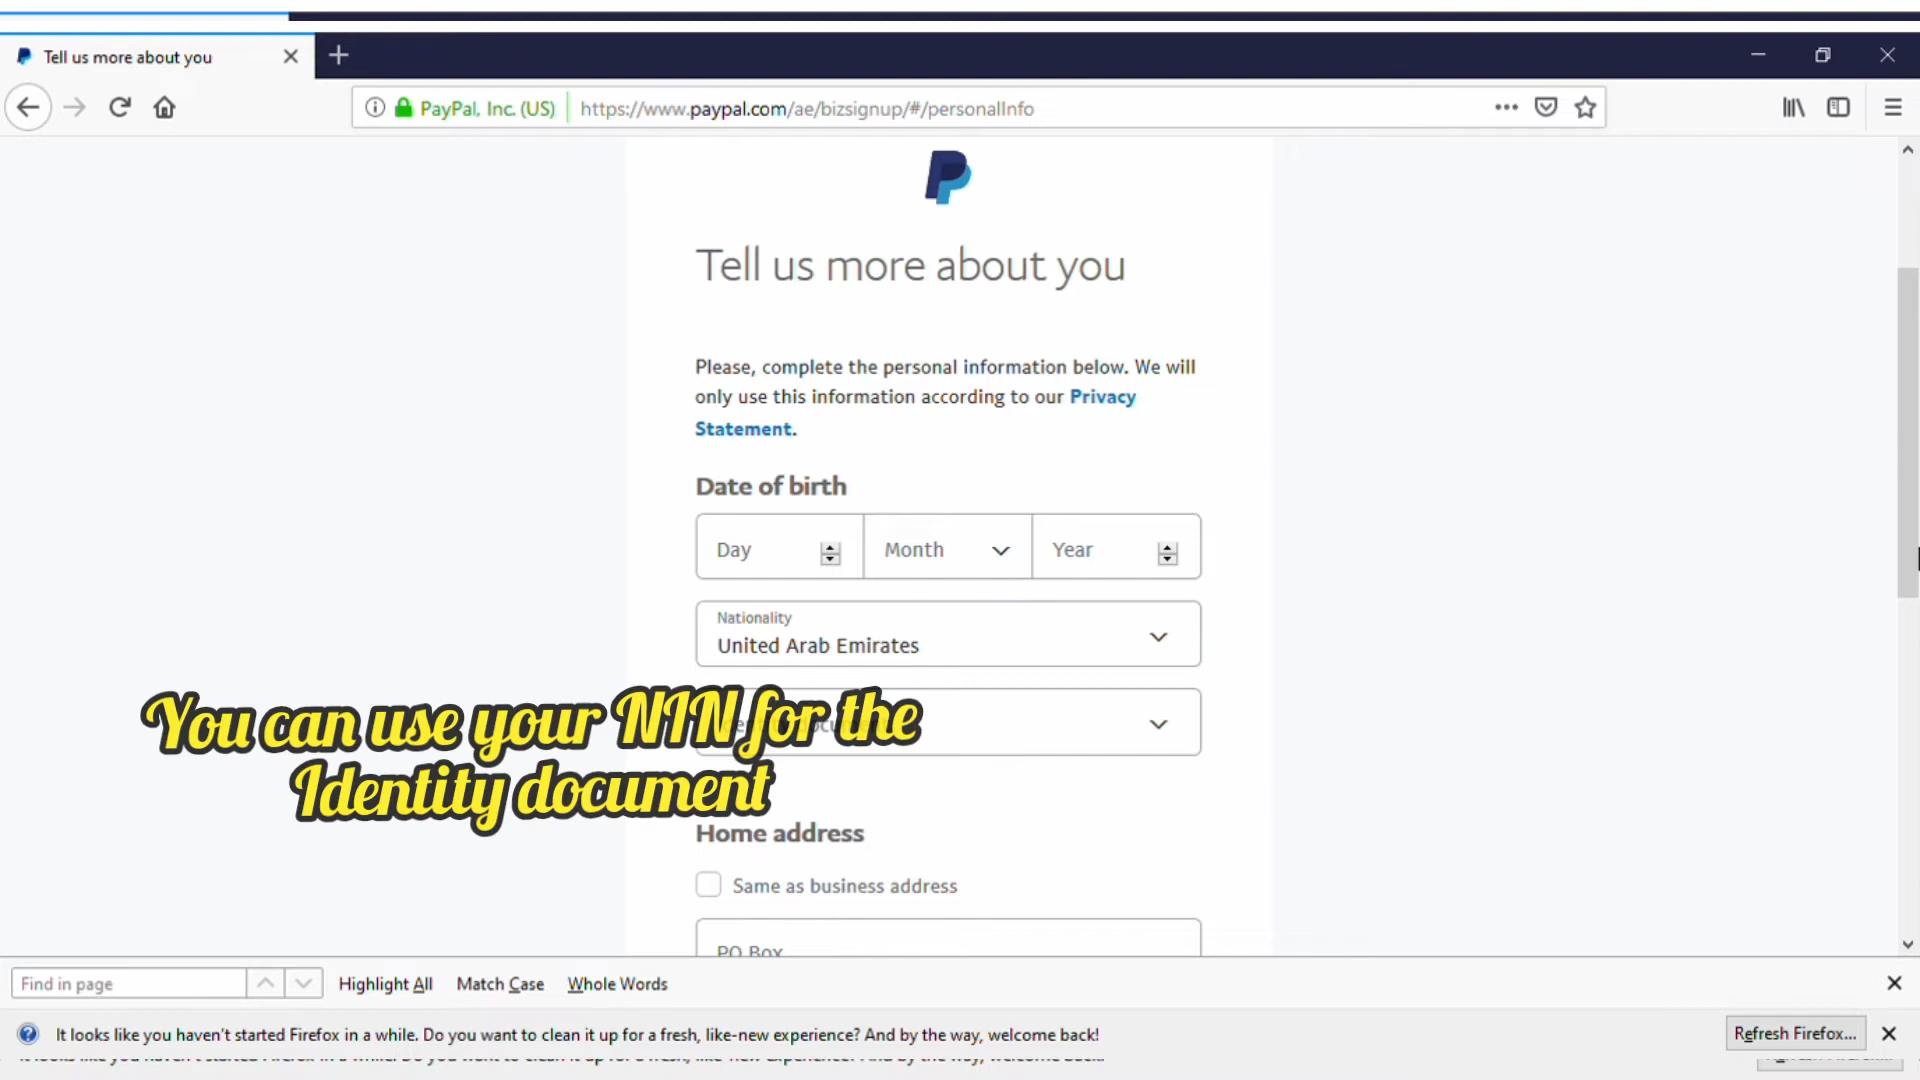 Tell us more about you
PayPal, Inc. (US)
https://www.paypal.com/ae/bizsignup/#/personalInfo
Tell us more about you
Please, complete the personal information below. We will
only use this information according to our Privacy
Statement.
Date of birth
Day
Month
Year
Nationality
United Arab Emirates
You can use your NIN for the
Identity document
Home address
Same as business address
PO Box
Find in page
Highlight All
Match Case
Whole Words
It looks like you haven't started Firefox in a while. Do you want to clean it up for a fresh, like-new experience? And by the way, welcome back!
Refresh Firefox...